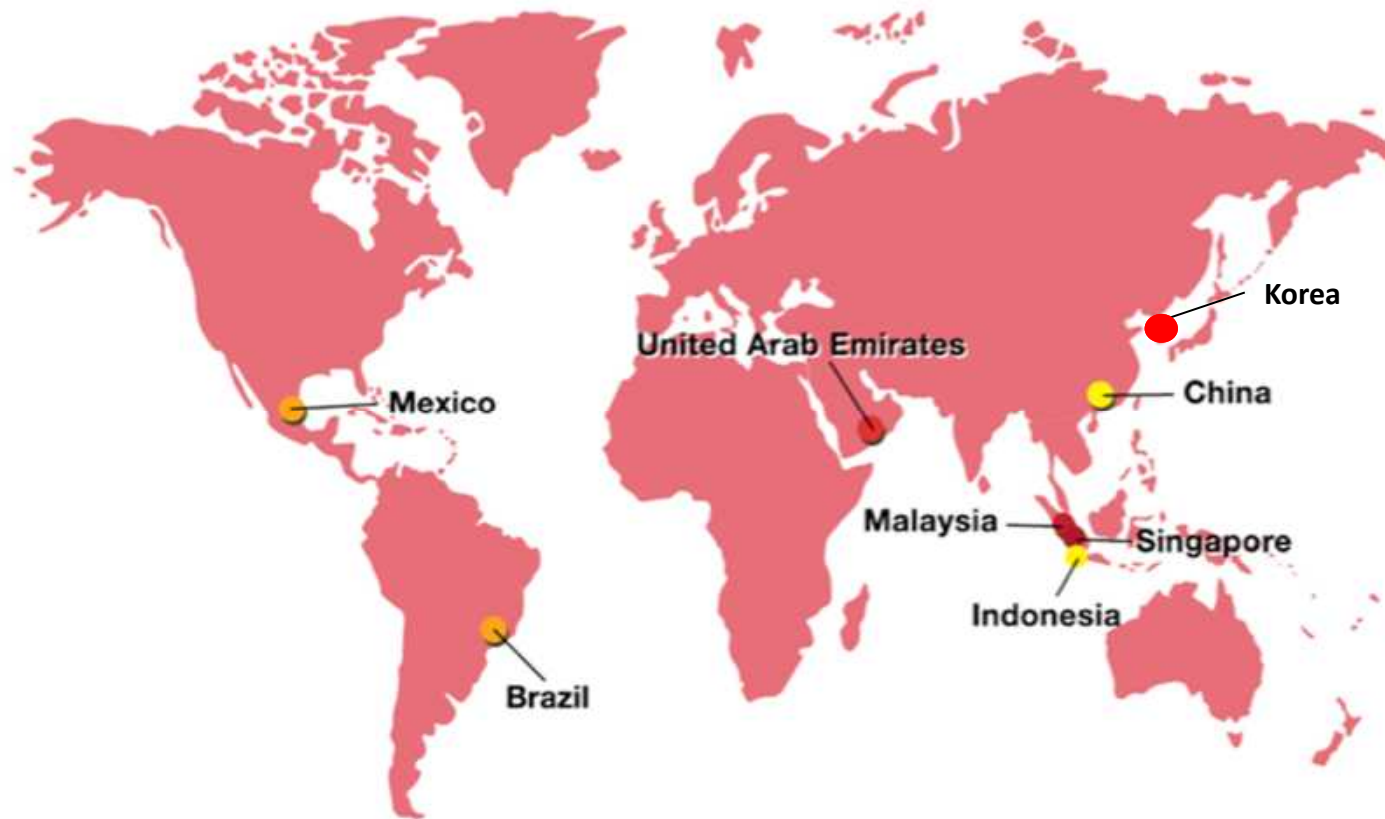 Korea
United Arab Emirates
China
Mexico
Malaysia
Singapore
Indonesia
Brazil